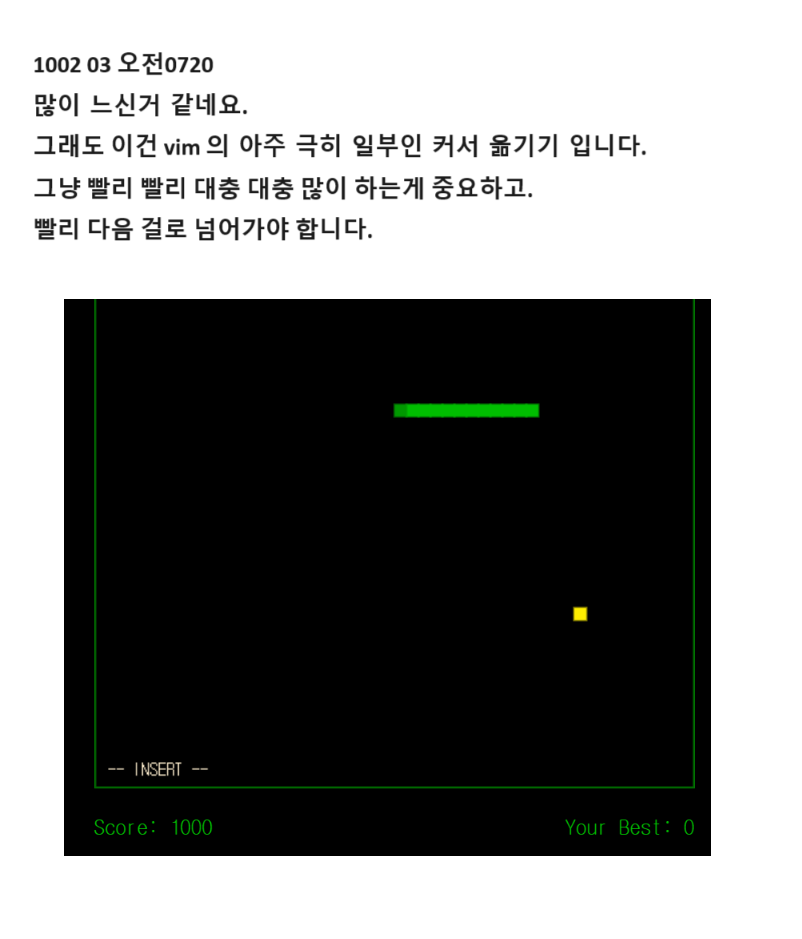 1002 03 오전0720
많이 느신거 같네요.
그래도 이건 vim 의 아주 극히 일부인 커서 옮기기 입니다.
그냥 빨리 빨리 대충 대충 많이 하는게 중요하고.
빨리 다음 걸로 넘어가야 합니다.
-- INSERT --
Score: 1000
Your Best: 0